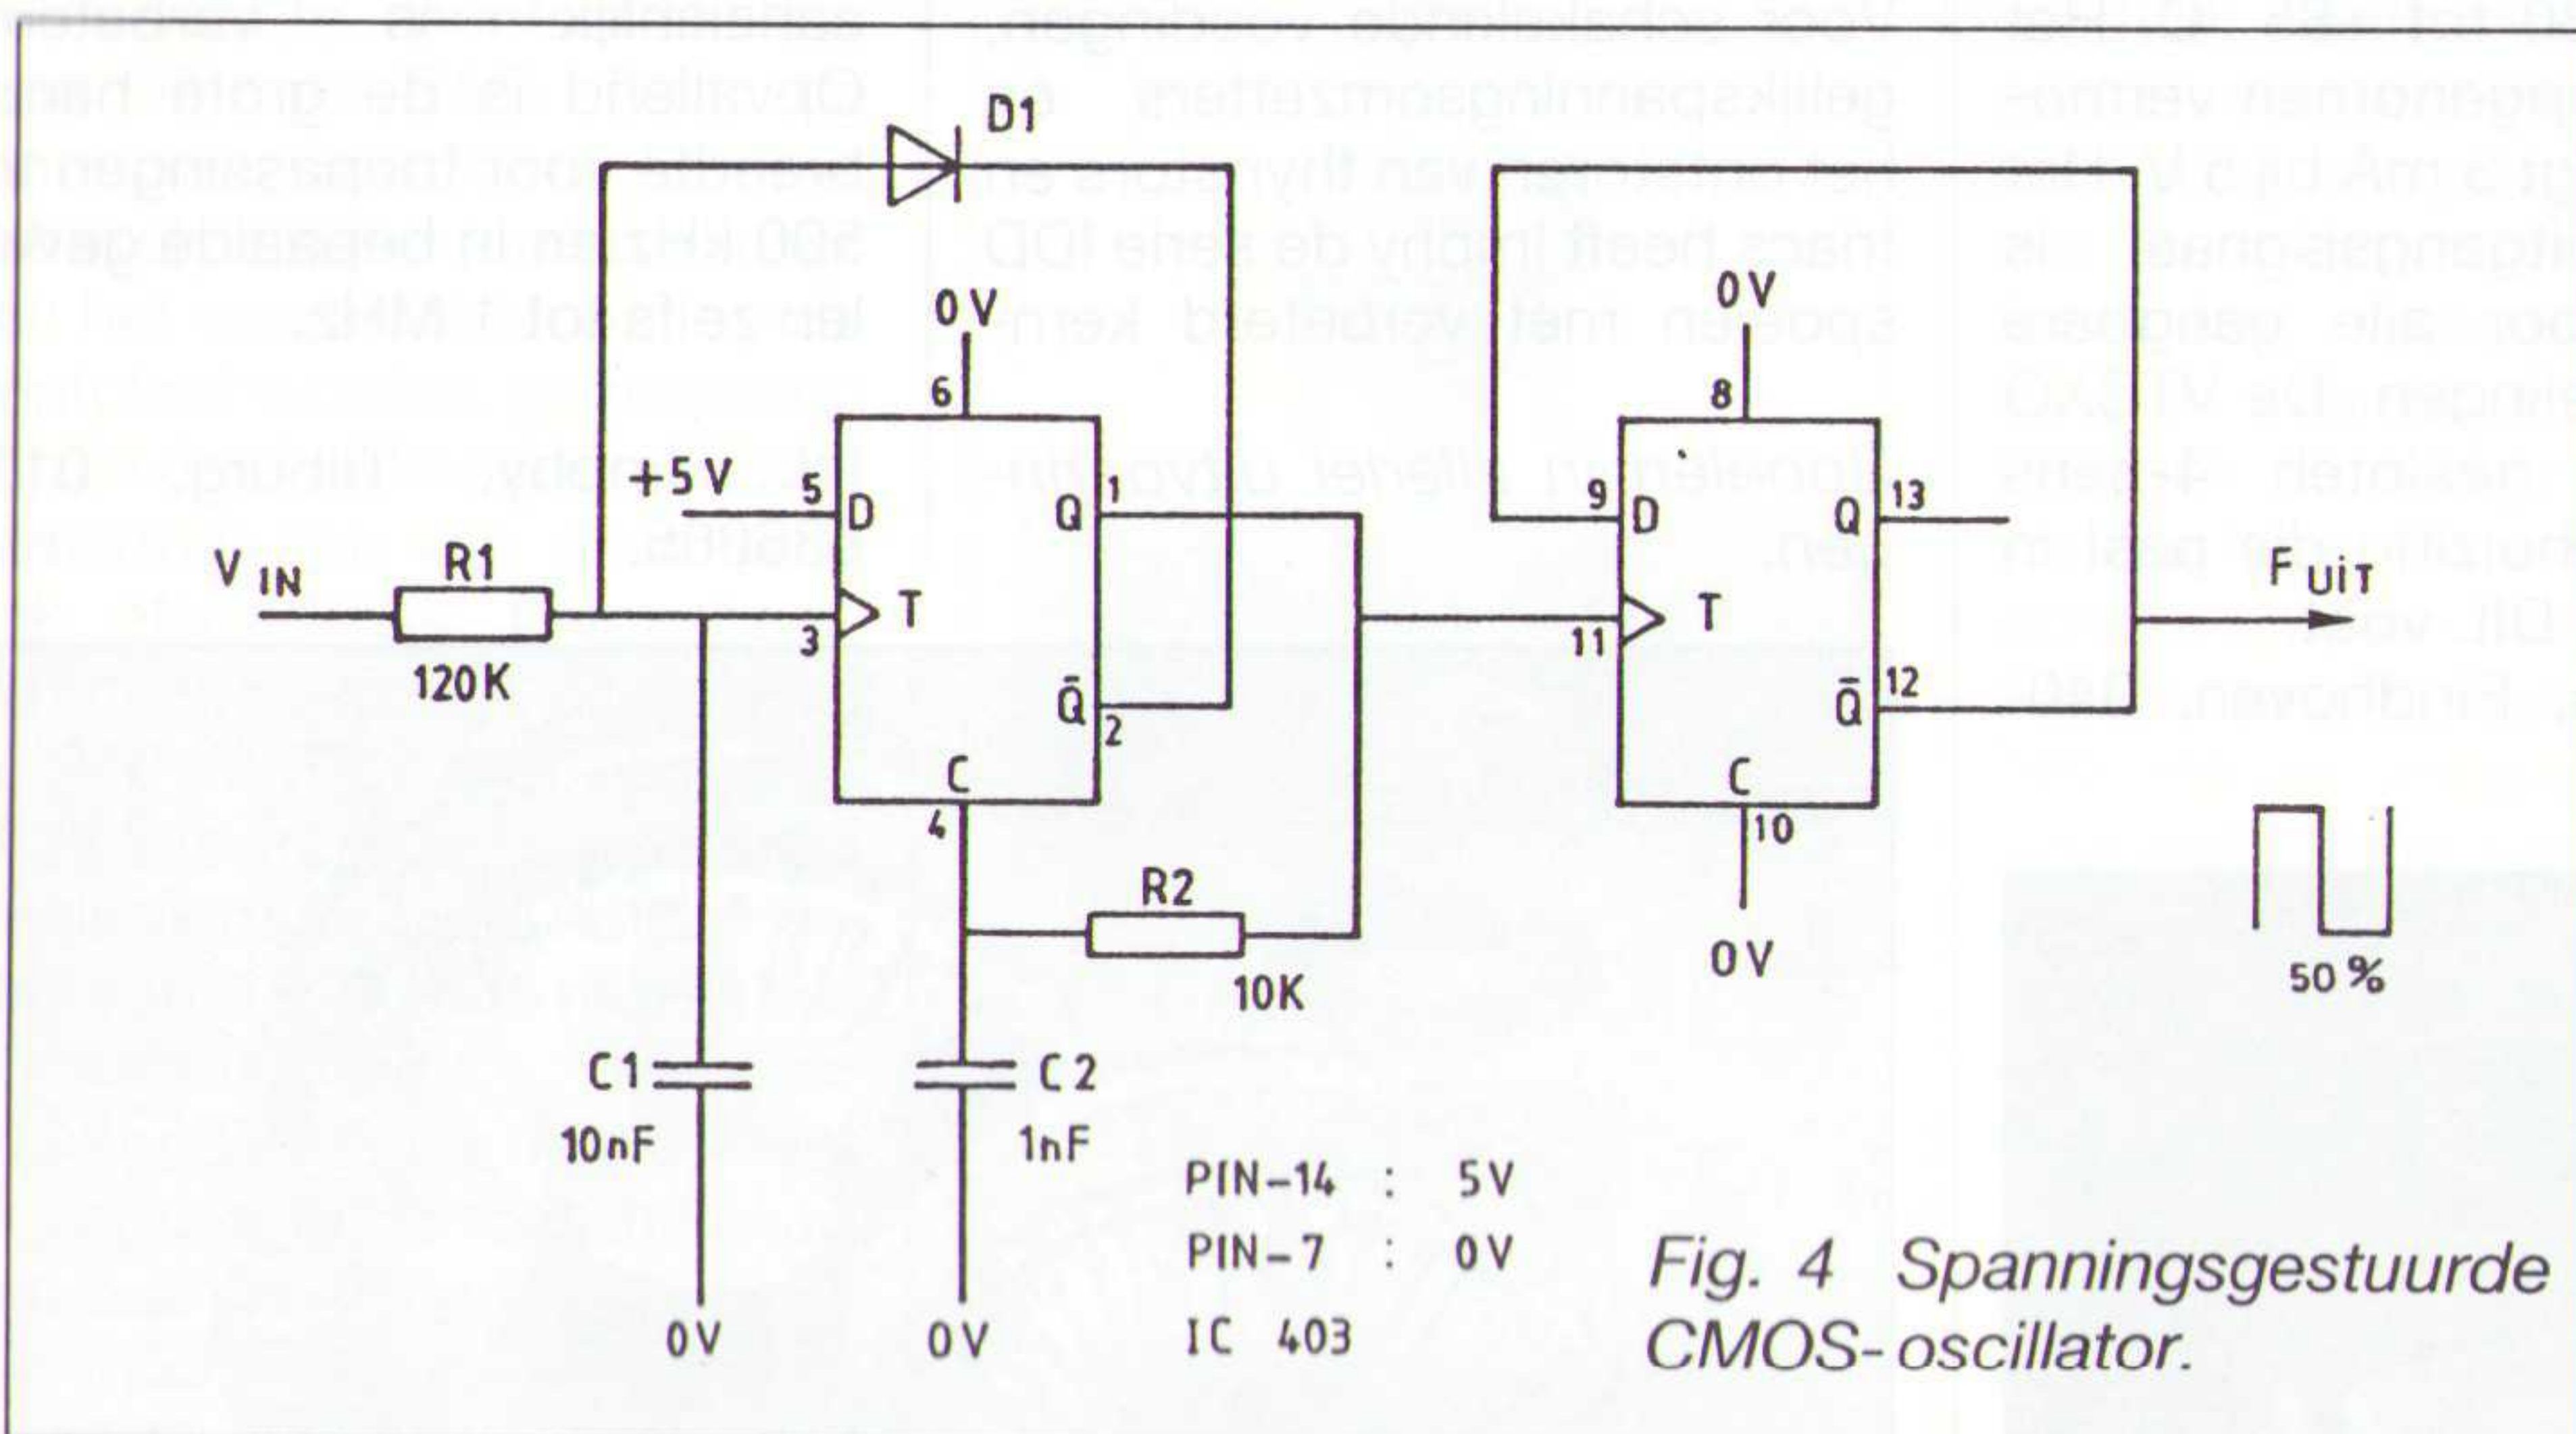 D1
0V
0V
6
8
+5V
5
D
Q
1
9
D
Q
13
V IN
R1
120K
3
T
11
T
F UIT
Q̄
2
Q̄
12
C
4
C
10
R2
10K
0V
50%
C1
10nF
C2
1nF
PIN-14 : 5V
PIN-7 : 0V
IC 403
0V
0V
Fig. 4 Spanningsgestuurde
CMOS-oscillator.